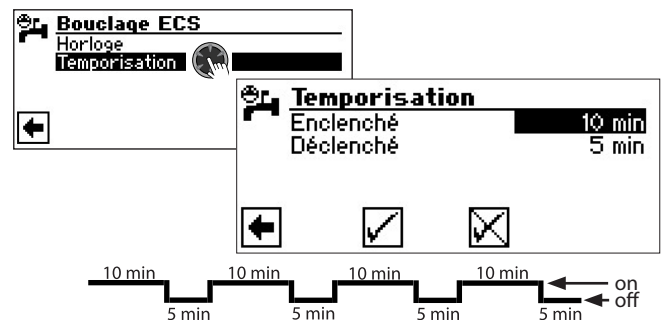 Bouclage ECS
Horloge
Temporisation
Temporisation
Enclenché 10 min
Déclenché 5 min
10 min 10 min 10 min 10 min
on
off
5 min 5 min 5 min 5 min